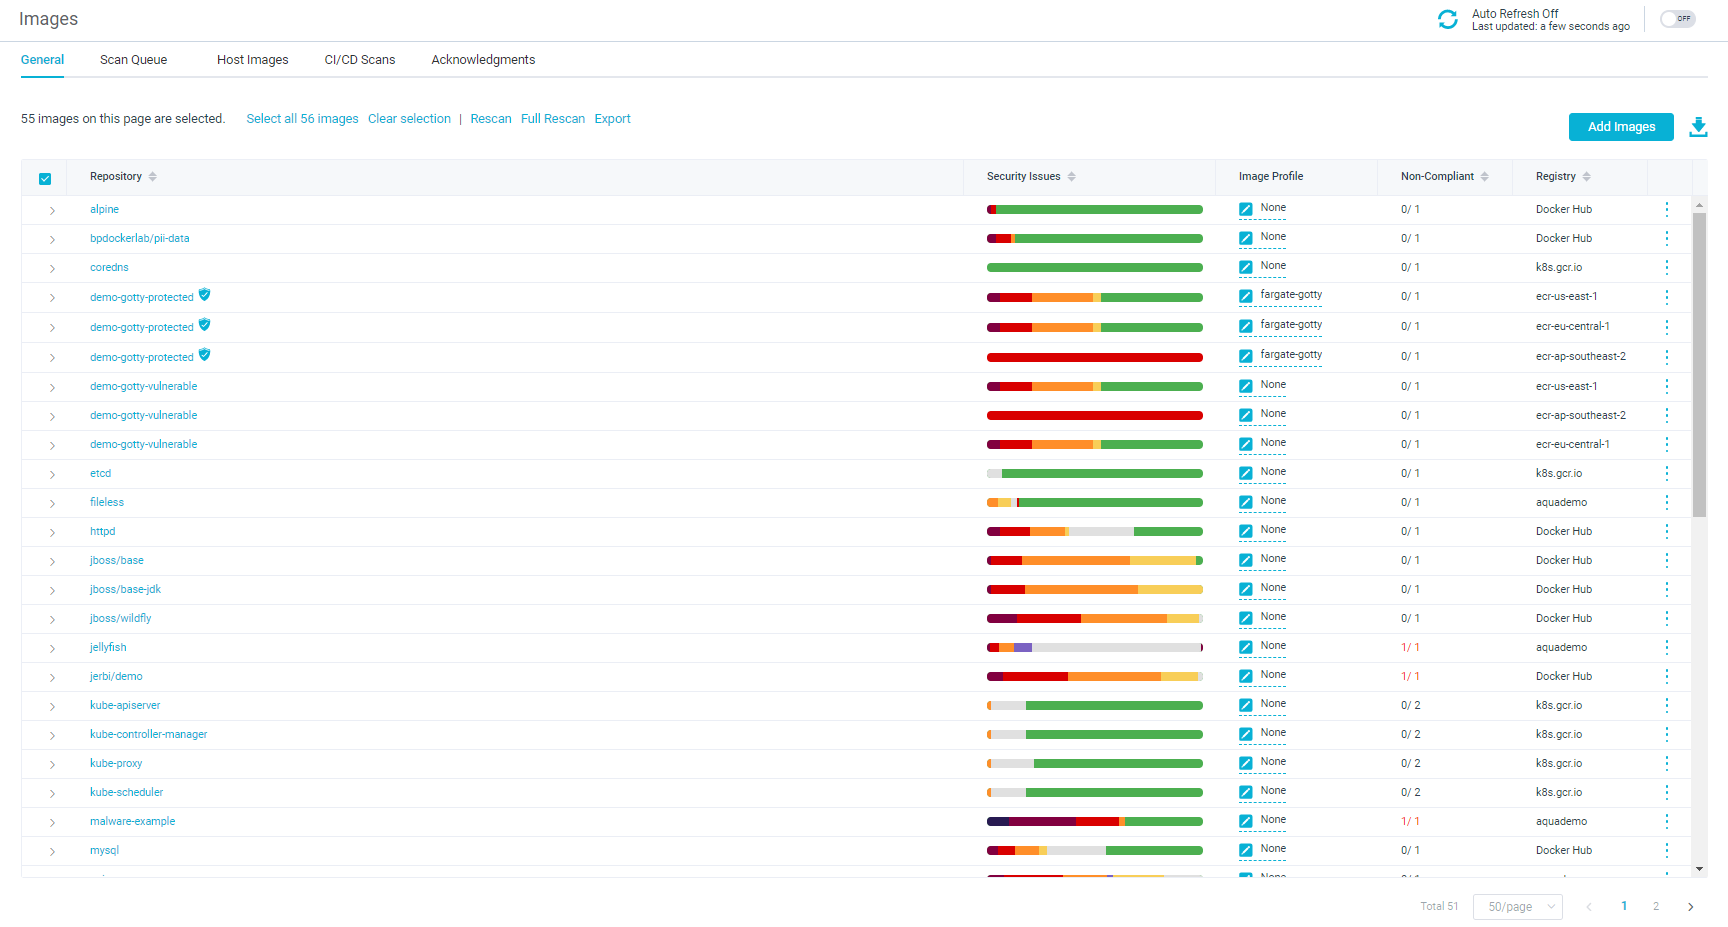 Images
Auto Refresh Off
Last updated: a few seconds ago
OFF
General Scan Queue Host Images CI/CD Scans Acknowledgments
55 images on this page are selected. Select all 56 images Clear selection | Rescan Full Rescan Export
Add Images
Repository Security Issues Image Profile Non-Compliant Registry
alpine None 0/ 1 Docker Hub
bpdockerlab/pii-data None 0/ 1 Docker Hub
coredns None 0/ 1 k8s.gcr.io
demo-gotty-protected fargate-gotty 0/ 1 ecr-us-east-1
demo-gotty-protected fargate-gotty 0/ 1 ecr-eu-central-1
demo-gotty-protected fargate-gotty 0/ 1 ecr-ap-southeast-2
demo-gotty-vulnerable None 0/ 1 ecr-us-east-1
demo-gotty-vulnerable None 0/ 1 ecr-ap-southeast-2
demo-gotty-vulnerable None 0/ 1 ecr-eu-central-1
etcd None 0/ 1 k8s.gcr.io
fileless None 0/ 1 aquademo
httpd None 0/ 1 Docker Hub
jboss/base None 0/ 1 Docker Hub
jboss/base-jdk None 0/ 1 Docker Hub
jboss/wildfly None 0/ 1 Docker Hub
jellyfish None 1/ 1 aquademo
jerbi/demo None 1/ 1 Docker Hub
kube-apiserver None 0/ 2 k8s.gcr.io
kube-controller-manager None 0/ 2 k8s.gcr.io
kube-proxy None 0/ 2 k8s.gcr.io
kube-scheduler None 0/ 2 k8s.gcr.io
malware-example None 1/ 1 aquademo
mysql None 0/ 1 Docker Hub
Total 51 50/page 1 2